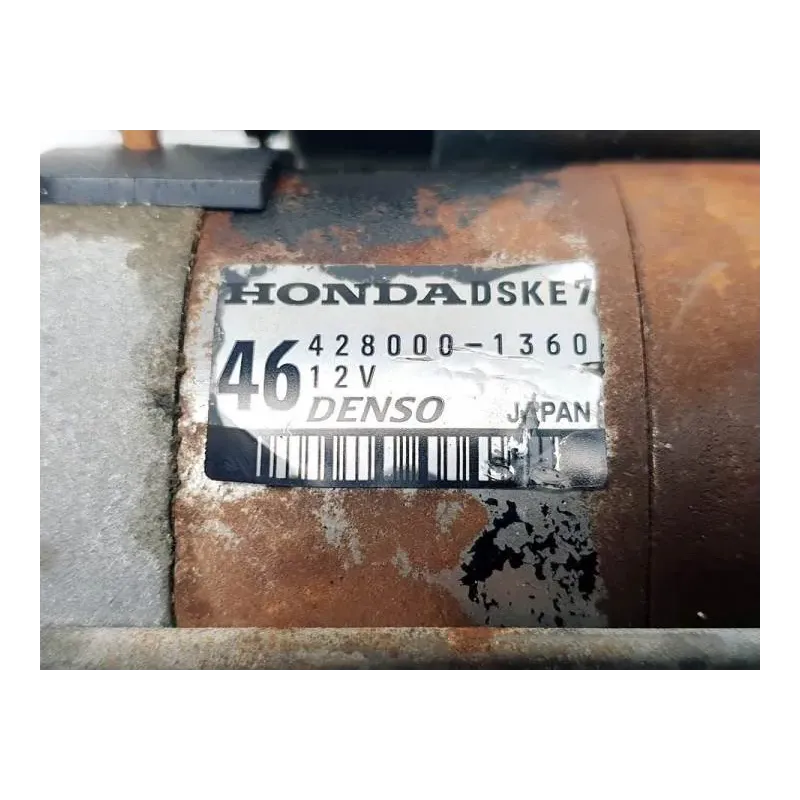 HONDA DSKE7
46 428000-1360
12V
DENSO JAPAN